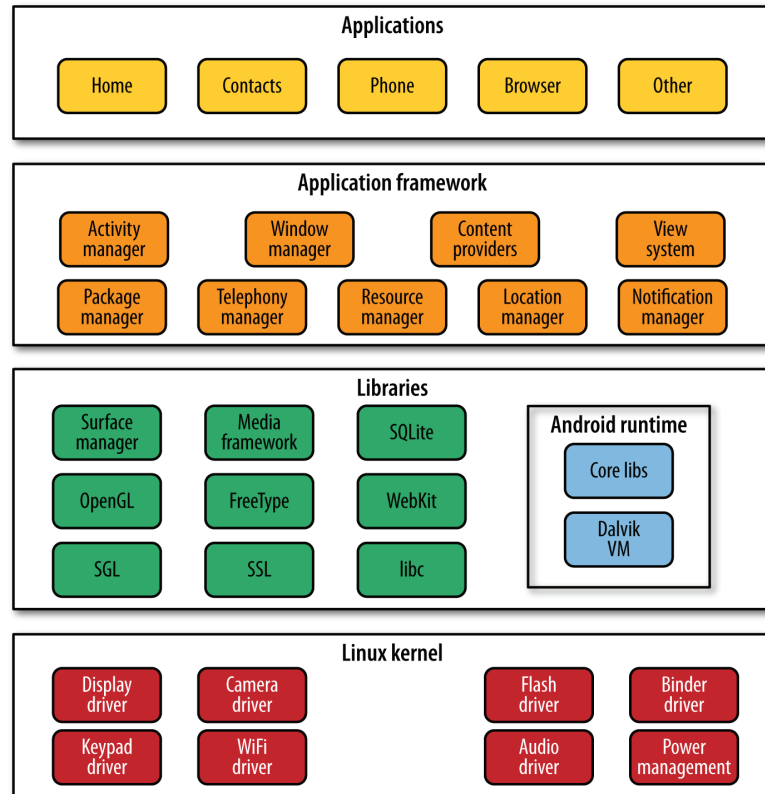 Applications
Home
Contacts
Phone
Browser
Other
Application framework
Activity
manager
Window
manager
Content
providers
View
system
Package
manager
Telephony
manager
Resource
manager
Location
manager
Notification
manager
Libraries
Surface
manager
Media
framework
SQLite
OpenGL
FreeType
WebKit
SGL
SSL
libc
Android runtime
Core libs
Dalvik
VM
Linux kernel
Display
driver
Camera
driver
Flash
driver
Binder
driver
Keypad
driver
WiFi
driver
Audio
driver
Power
management